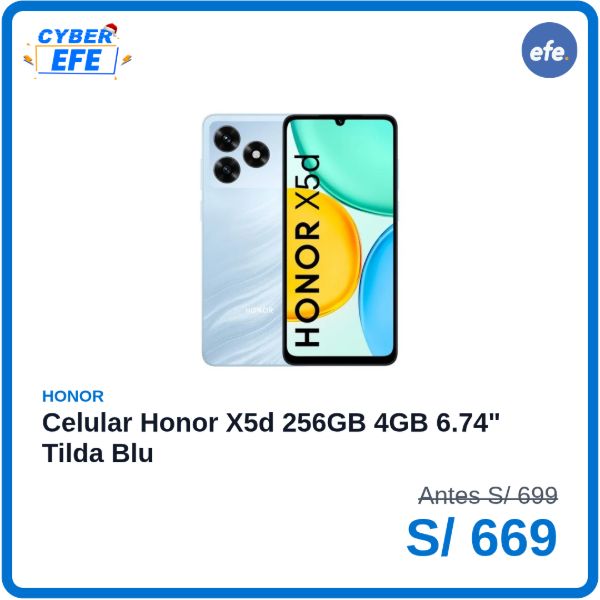 CYBER
EFE
efe.
HONOR X5d
HONOR
HONOR
Celular Honor X5d 256GB 4GB 6.74"
Tilda Blu
Antes S/ 699
S/ 669